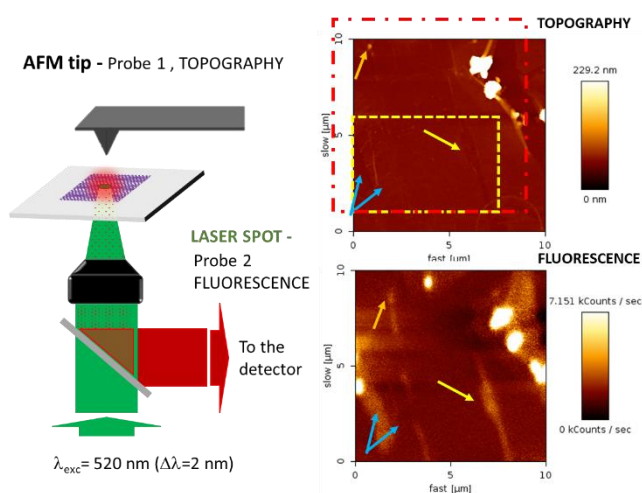 AFM tip - Probe 1 , TOPOGRAPHY
LASER SPOT -
Probe 2
FLUORESCENCE
To the
detector
λexc= 520 nm (Δλ=2 nm)
TOPOGRAPHY
10
5
0
slow [µm]
0
5
10
fast [µm]
229.2 nm
0 nm
FLUORESCENCE
10
5
0
slow [µm]
0
5
10
fast [µm]
7.151 kCounts / sec
0 kCounts / sec